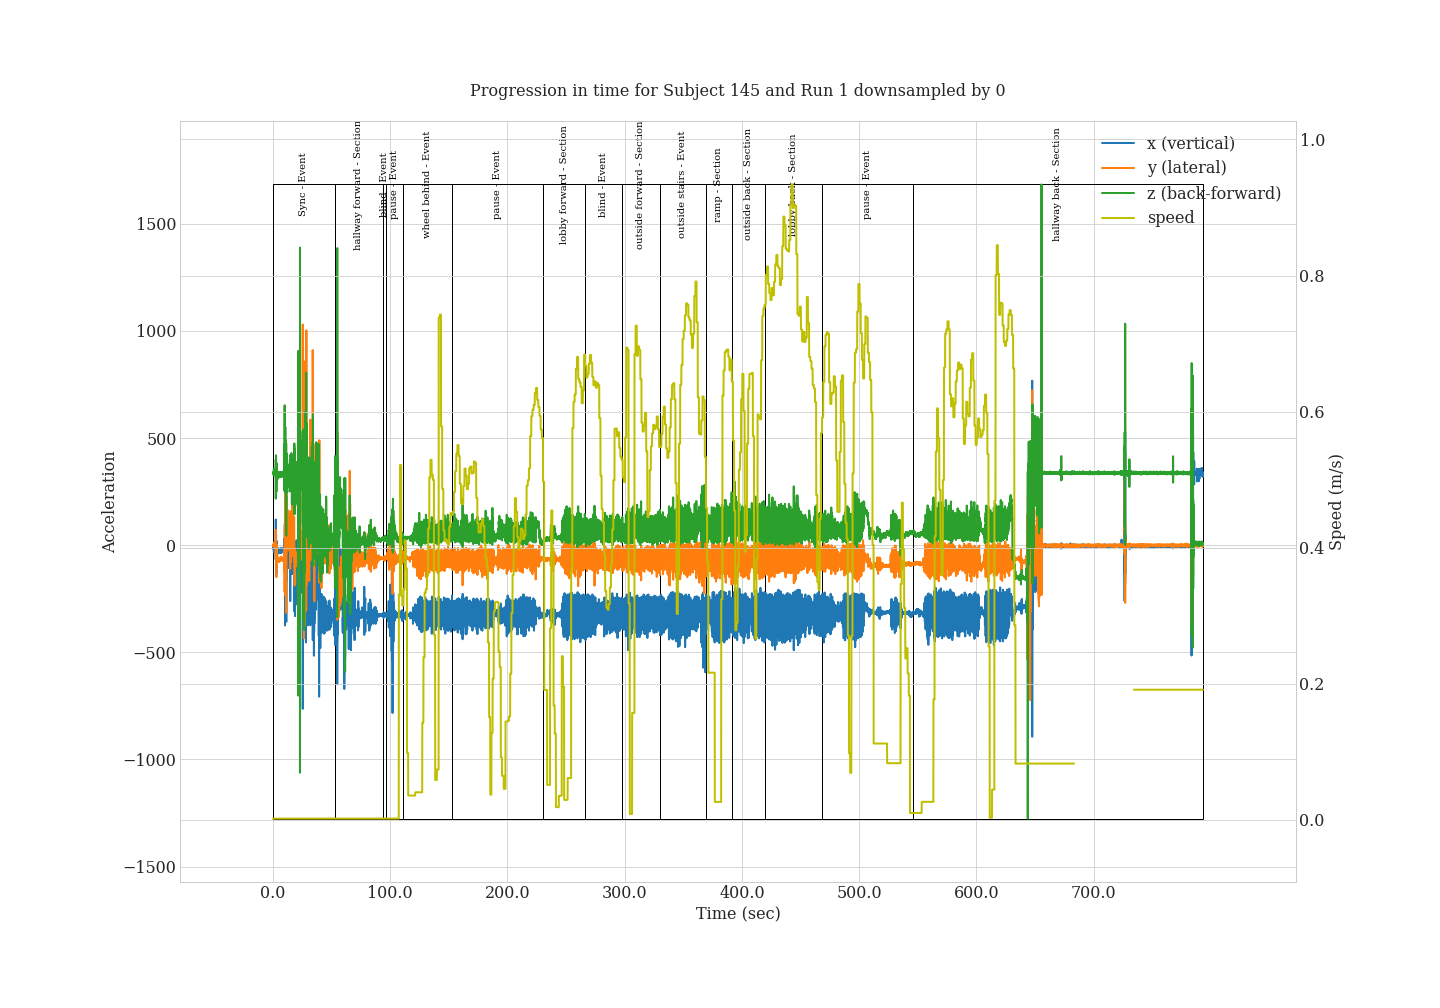 Progression in time for Subject 145 and Run 1 downsampled by 0
Sync - Event
hallway forward - Section
blind - Event
pause - Event
wheel behind - Event
pause - Event
lobby forward - Section
blind - Event
outside forward - Section
outside stairs - Event
ramp - Section
outside back - Section
lobby back - Section
pause - Event
hallway back - Section
x (vertical)
y (lateral)
z (back-forward)
speed
1500
1000
500
0
−500
−1000
−1500
Acceleration
1.0
0.8
0.6
0.4
0.2
0.0
Speed (m/s)
0.0 100.0 200.0 300.0 400.0 500.0 600.0 700.0
Time (sec)